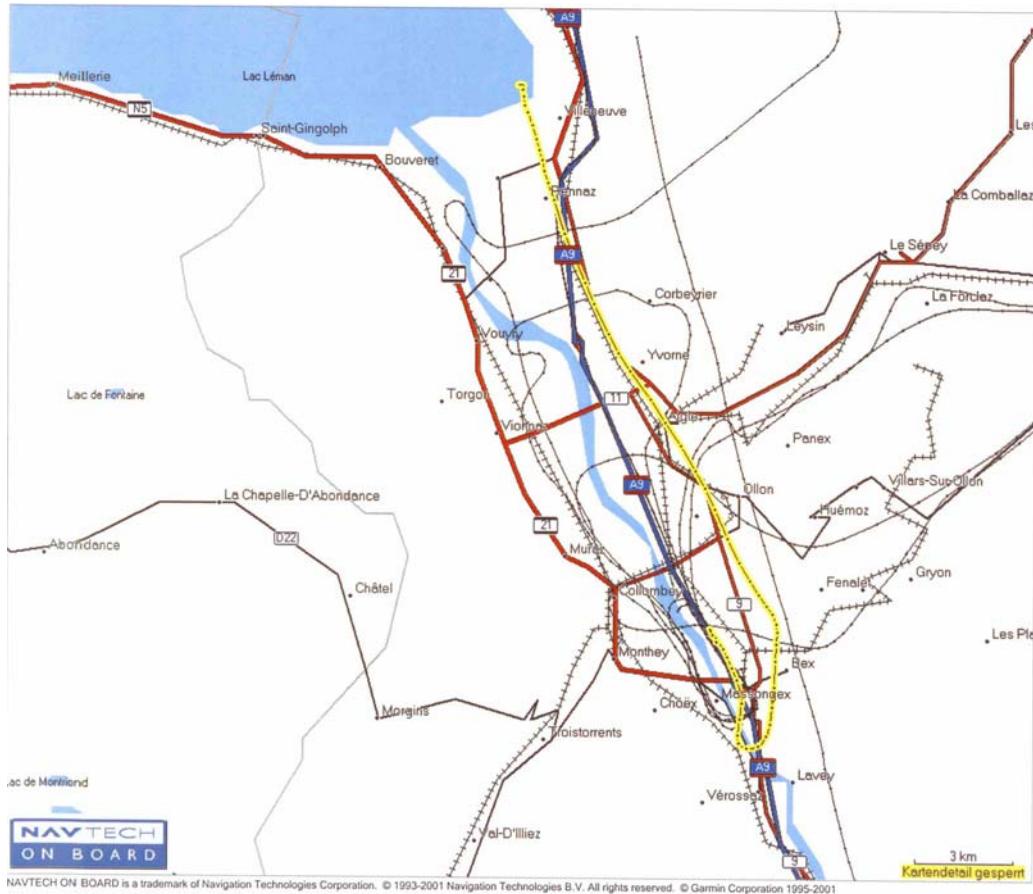 A9
Meillerie
Lac Léman
N5
Villeneuve
Saint-Gingolph
Bouveret
Les
Rennaz
La Comballaz
Le Sépey
A9
21
Corbeyrier
La Forclaz
Leysin
Vouvry
Yvorne
Lac de Fontaine
Torgon
11
Aigle
Vionnaz
Panex
A9
Ollon
Villars-Sur-Ollon
La Chapelle-D'Abondance
Huémoz
21
D22
Abondance
Muraz
Châtel
Collombey
Fenalet
Gryon
9
Les Pla
Monthey
Bex
Massongex
Choëx
Morgins
Troistorrents
A9
Lavey
ac de Montriond
Vérossaz
NAVTECH
ON BOARD
Val-D'Illiez
9
3 km
Kartendetail gesperrt
NAVTECH ON BOARD is a trademark of Navigation Technologies Corporation. © 1993-2001 Navigation Technologies B.V. All rights reserved. © Garmin Corporation 1995-2001